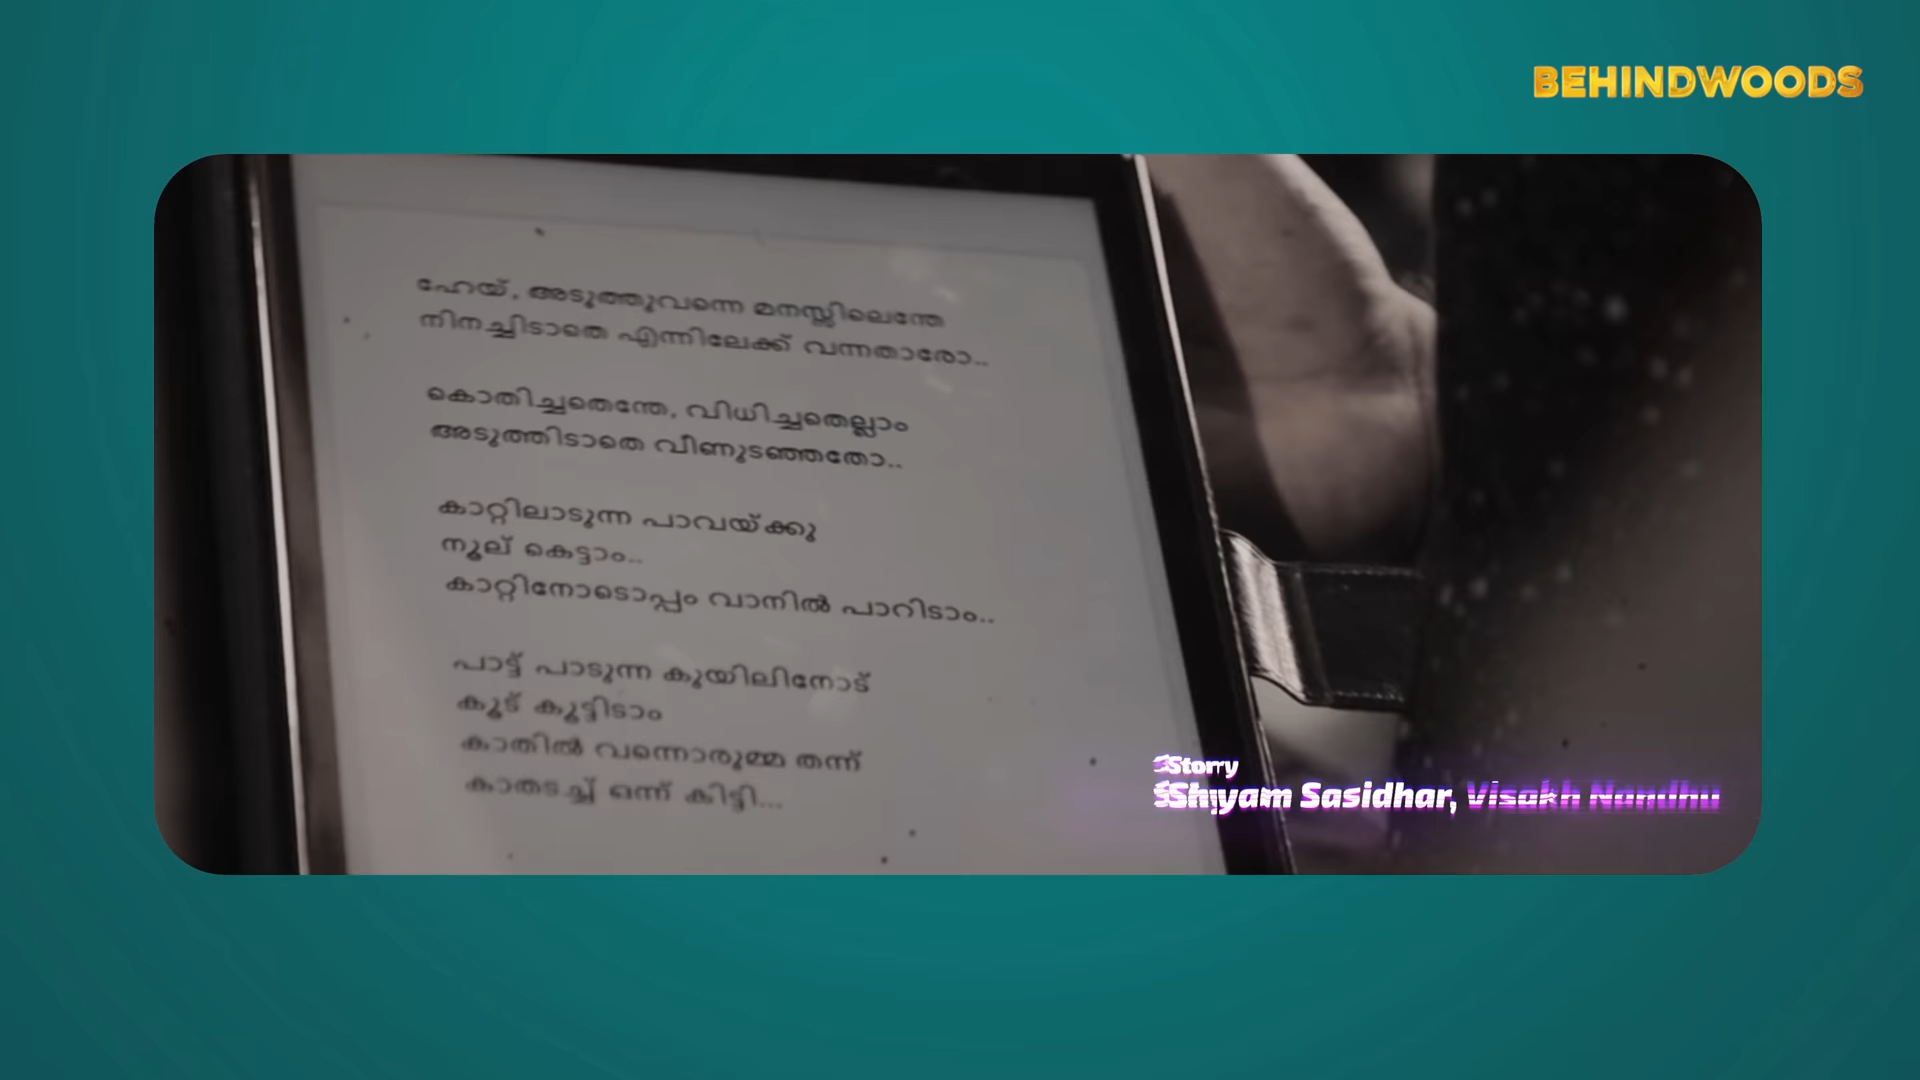 BEHINDWOODS
ഹേയ്, അടുത്തുവന്നെ മനസ്സിലെന്തേ
നിനച്ചിടാതെ എന്നിലേക്ക് വന്നതാരോ..
കൊതിച്ചതെന്തേ, വിധിച്ചതെല്ലാം
അടുത്തിടാതെ വീണുടഞ്ഞതോ..
കാറ്റിലാടുന്ന പാവയ്ക്കു
നൂല് കെട്ടാം..
കാറ്റിനോടൊപ്പം വാനിൽ പാറിടാം..
പാട്ട് പാടുന്ന കുയിലിനോട്
കൂട് കൂട്ടിടാം
കാതിൽ വന്നൊരുമ്മ തന്ന്
കാതടച്ച് ഒന്ന് കിട്ടി...
Story
Shyam Sasidhar, Visakh Nandhu